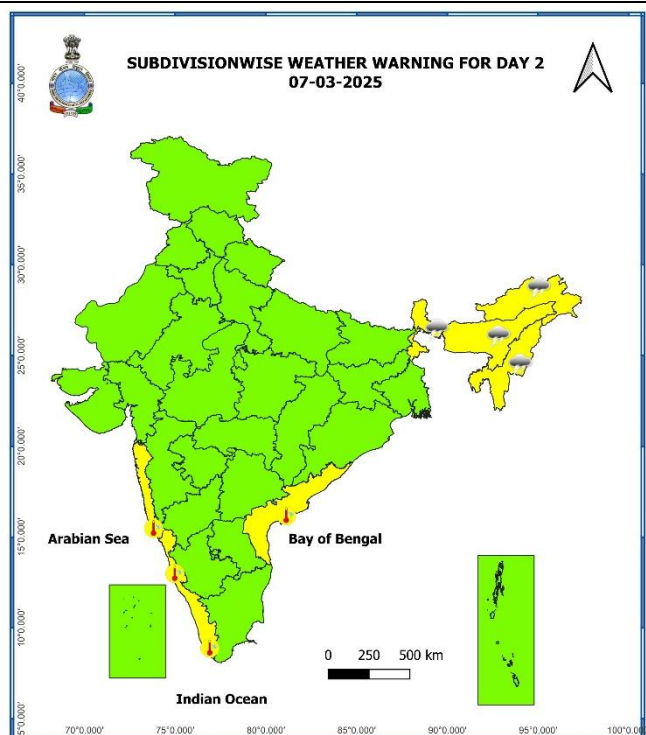 SUBDIVISIONWISE WEATHER WARNING FOR DAY 2
07-03-2025
40°0.000'
35°0.000'
30°0.000'
25°0.000'
20°0.000'
15°0.000'
10°0.000'
5°0.000'
Arabian Sea
Bay of Bengal
0 250 500 km
Indian Ocean
70°0.000' 75°0.000' 80°0.000' 85°0.000' 90°0.000' 95°0.000' 100°0.00